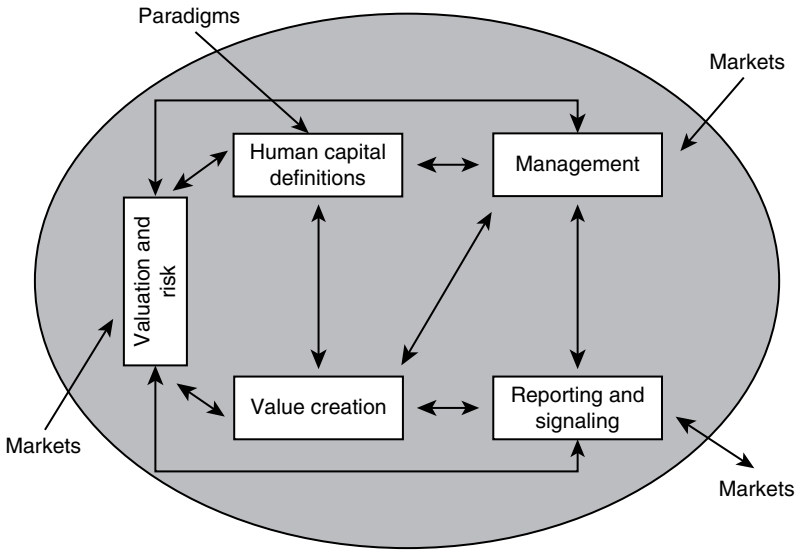 Paradigms
Markets
Human capital
definitions
Management
Valuation and
risk
Value creation
Reporting and
signaling
Markets
Markets